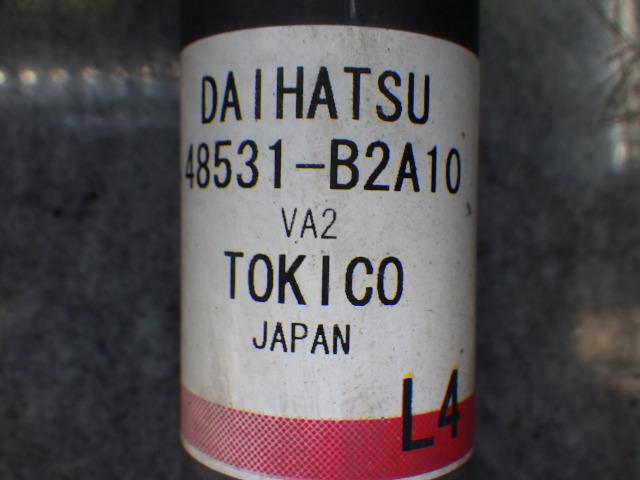 DAIHATSU
48531-B2A10
VA2
TOKICO
JAPAN
L4